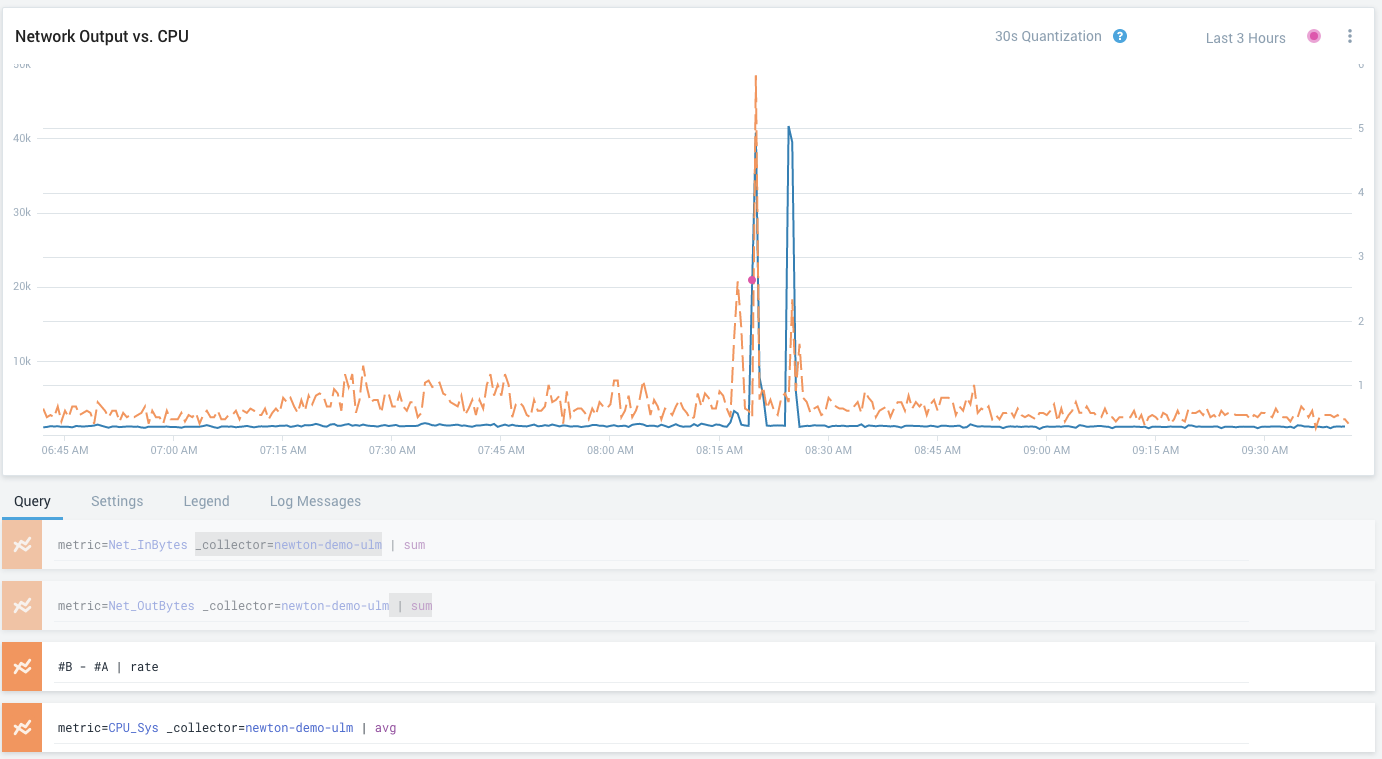 Network Output vs. CPU
30s Quantization ?
Last 3 Hours
50k
6
40k
5
4
30k
3
20k
2
10k
1
06:45 AM 07:00 AM 07:15 AM 07:30 AM 07:45 AM 08:00 AM 08:15 AM 08:30 AM 08:45 AM 09:00 AM 09:15 AM 09:30 AM
Query Settings Legend Log Messages
metric=Net_InBytes _collector=newton-demo-ulm | sum
metric=Net_OutBytes _collector=newton-demo-ulm | sum
#B - #A | rate
metric=CPU_Sys _collector=newton-demo-ulm | avg